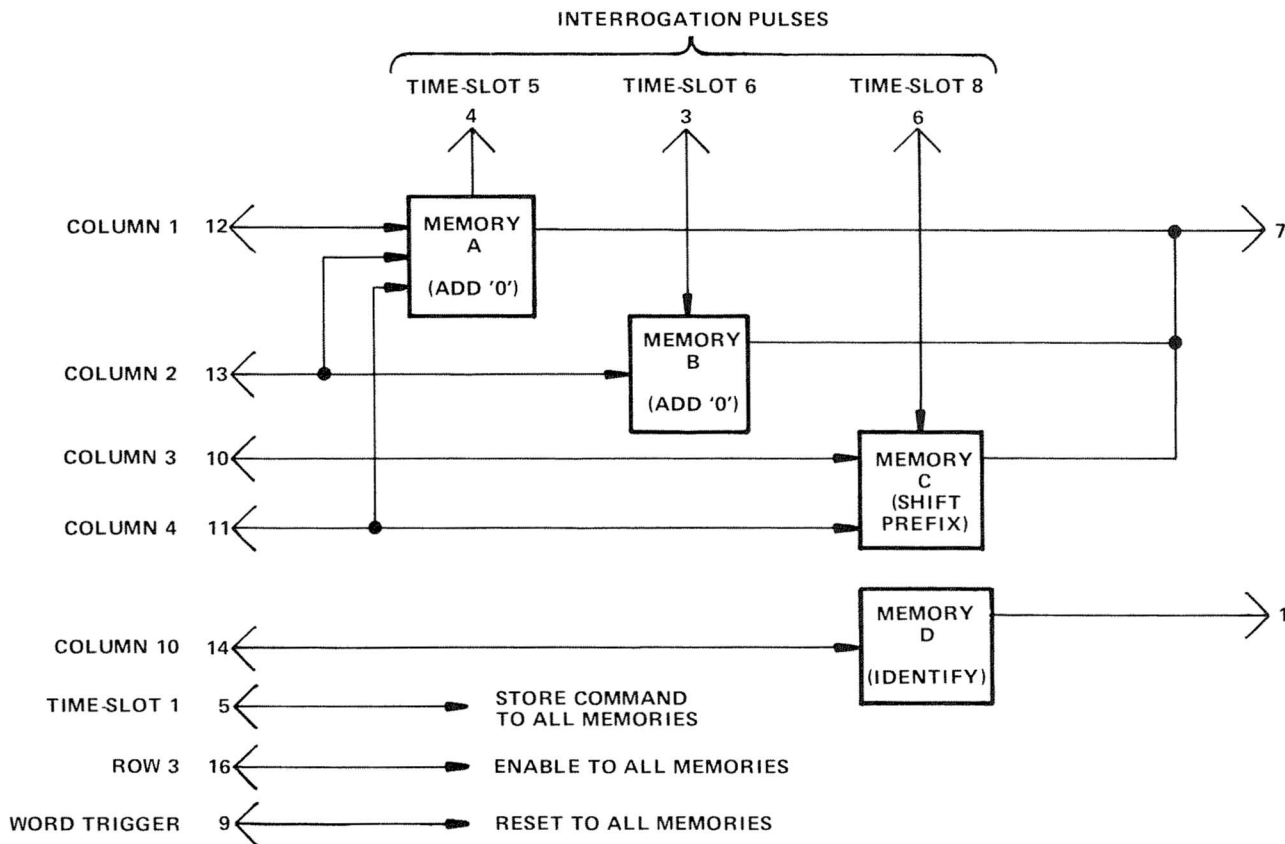 INTERROGATION PULSES
TIME-SLOT 5 TIME-SLOT 6 TIME-SLOT 8
4 3 6
COLUMN 1 12 MEMORY A (ADD '0') 7
COLUMN 2 13 MEMORY B (ADD '0')
COLUMN 3 10 MEMORY C (SHIFT PREFIX)
COLUMN 4 11
COLUMN 10 14 MEMORY D (IDENTIFY) 1
TIME-SLOT 1 5 STORE COMMAND
TO ALL MEMORIES
ROW 3 16 ENABLE TO ALL MEMORIES
WORD TRIGGER 9 RESET TO ALL MEMORIES